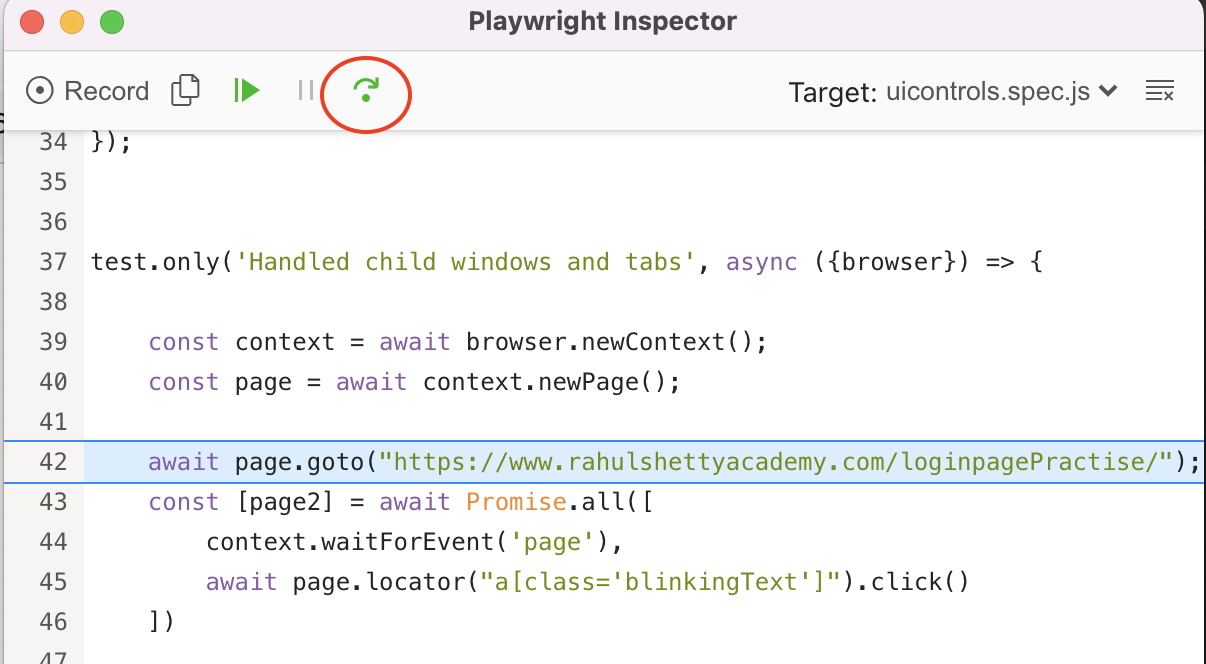 Playwright Inspector
Record Target: uicontrols.spec.js
34 });
35
36
37 test.only('Handled child windows and tabs', async ({browser}) => {
38
39     const context = await browser.newContext();
40     const page = await context.newPage();
41
42     await page.goto("https://www.rahulshettyacademy.com/loginpagePractise/");
43     const [page2] = await Promise.all([
44         context.waitForEvent('page'),
45         await page.locator("a[class='blinkingText']").click()
46     ])
47